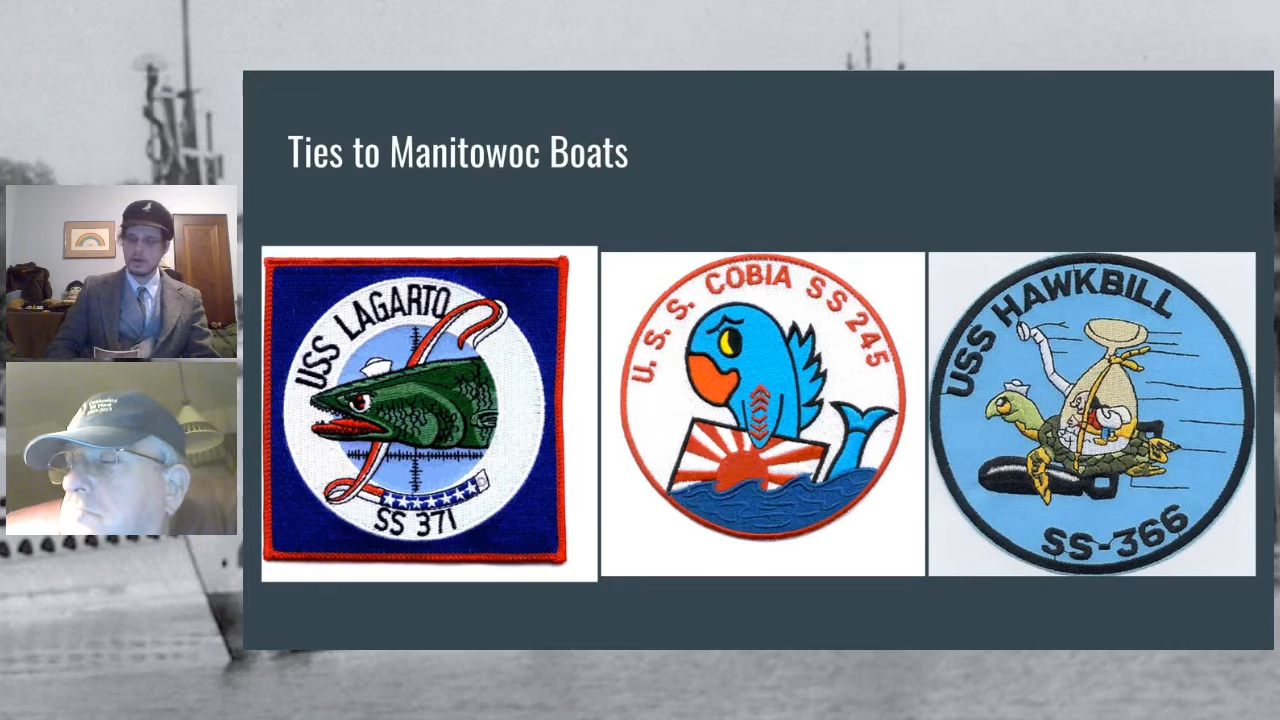 Ties to Manitowoc Boats
USS LAGARTO
SS 371
U. S. S. COBIA SS 245
USS HAWKBILL
SS-366